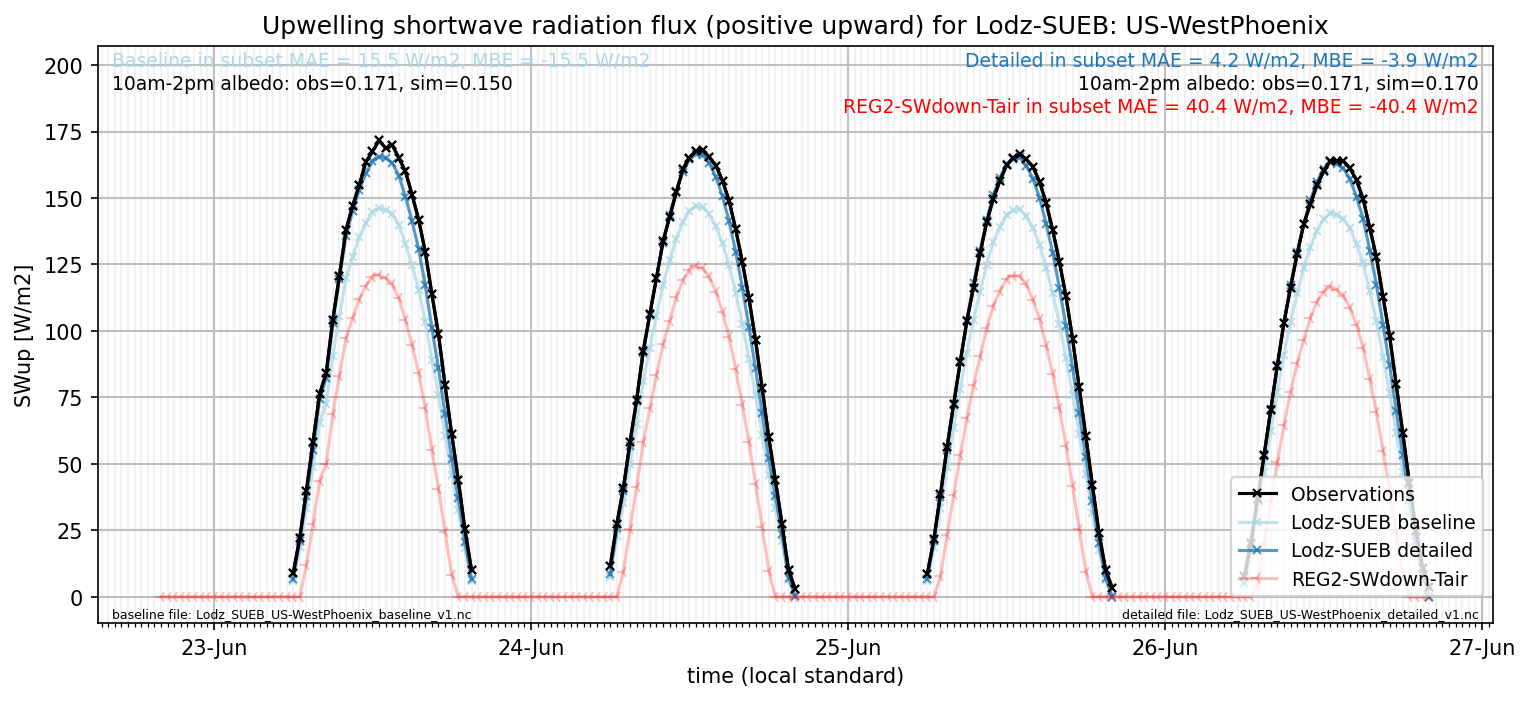 Upwelling shortwave radiation flux (positive upward) for Lodz-SUEB: US-WestPhoenix
Baseline in subset MAE = 15.5 W/m2, MBE = -15.5 W/m2
10am-2pm albedo: obs=0.171, sim=0.150
Detailed in subset MAE = 4.2 W/m2, MBE = -3.9 W/m2
10am-2pm albedo: obs=0.171, sim=0.170
REG2-SWdown-Tair in subset MAE = 40.4 W/m2, MBE = -40.4 W/m2
SWup [W/m2]
200
175
150
125
100
75
50
25
0
Observations
Lodz-SUEB baseline
Lodz-SUEB detailed
REG2-SWdown-Tair
baseline file: Lodz_SUEB_US-WestPhoenix_baseline_v1.nc
detailed file: Lodz_SUEB_US-WestPhoenix_detailed_v1.nc
23-Jun
24-Jun
25-Jun
26-Jun
27-Jun
time (local standard)